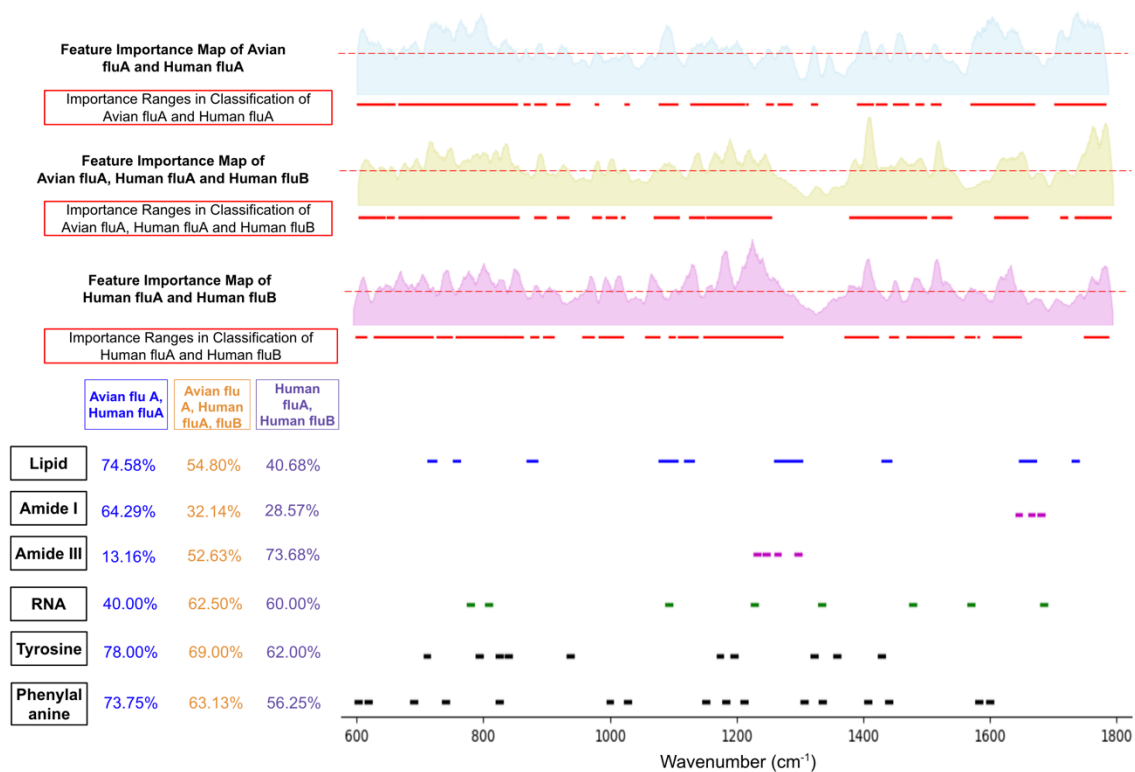 Feature Importance Map of Avian
fluA and Human fluA
Importance Ranges in Classification of
Avian fluA and Human fluA
Feature Importance Map of
Avian fluA, Human fluA and Human fluB
Importance Ranges in Classification of
Avian fluA, Human fluA and Human fluB
Feature Importance Map of
Human fluA and Human fluB
Importance Ranges in Classification of
Human fluA and Human fluB
Avian flu A,
Human fluA
Avian flu
A, Human
fluA, fluB
Human
fluA,
Human fluB
Lipid 74.58% 54.80% 40.68%
Amide I 64.29% 32.14% 28.57%
Amide III 13.16% 52.63% 73.68%
RNA 40.00% 62.50% 60.00%
Tyrosine 78.00% 69.00% 62.00%
Phenylal
anine 73.75% 63.13% 56.25%
600 800 1000 1200 1400 1600 1800
Wavenumber (cm⁻¹)